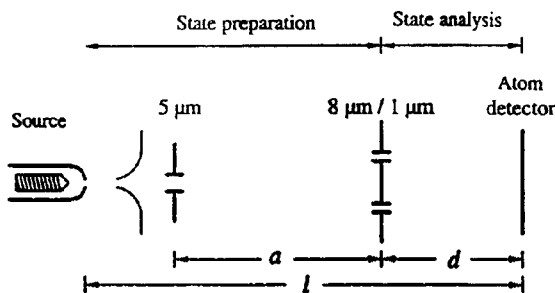 State preparation
State analysis
Atom
detector
Source
5 μm
8 μm / 1 μm
a
d
l